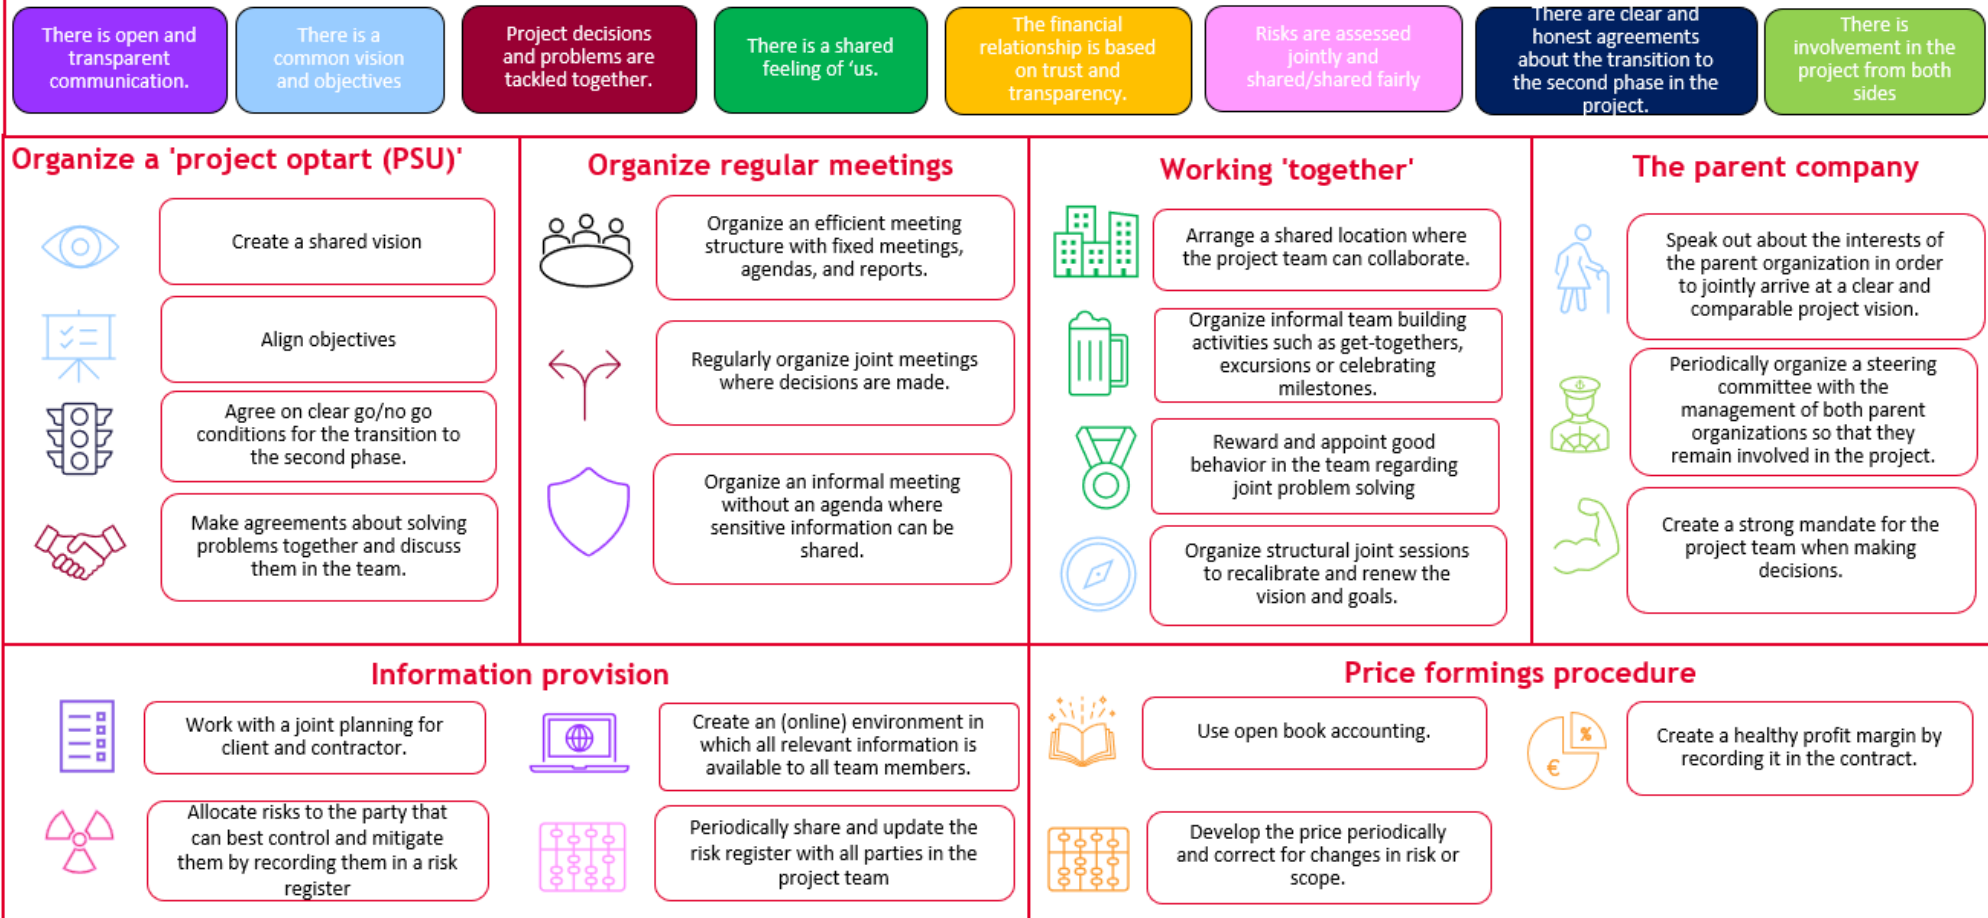 There is open and
transparent
communication.
There is a
common vision
and objectives
Project decisions
and problems are
tackled together.
There is a shared
feeling of ‘us.
The financial
relationship is based
on trust and
transparency.
Risks are assessed
jointly and
shared/shared fairly
There are clear and
honest agreements
about the transition to
the second phase in the
project.
There is
involvement in the
project from both
sides
Organize a 'project optart (PSU)'
Create a shared vision
Align objectives
Agree on clear go/no go
conditions for the transition to
the second phase.
Make agreements about solving
problems together and discuss
them in the team.
Organize regular meetings
Organize an efficient meeting
structure with fixed meetings,
agendas, and reports.
Regularly organize joint meetings
where decisions are made.
Organize an informal meeting
without an agenda where
sensitive information can be
shared.
Working 'together'
Arrange a shared location where
the project team can collaborate.
Organize informal team building
activities such as get-togethers,
excursions or celebrating
milestones.
Reward and appoint good
behavior in the team regarding
joint problem solving
Organize structural joint sessions
to recalibrate and renew the
vision and goals.
The parent company
Speak out about the interests of
the parent organization in order
to jointly arrive at a clear and
comparable project vision.
Periodically organize a steering
committee with the
management of both parent
organizations so that they
remain involved in the project.
Create a strong mandate for the
project team when making
decisions.
Information provision
Work with a joint planning for
client and contractor.
Create an (online) environment in
which all relevant information is
available to all team members.
Allocate risks to the party that
can best control and mitigate
them by recording them in a risk
register
Periodically share and update the
risk register with all parties in the
project team
Price formings procedure
Use open book accounting.
%
€
Create a healthy profit margin by
recording it in the contract.
Develop the price periodically
and correct for changes in risk or
scope.